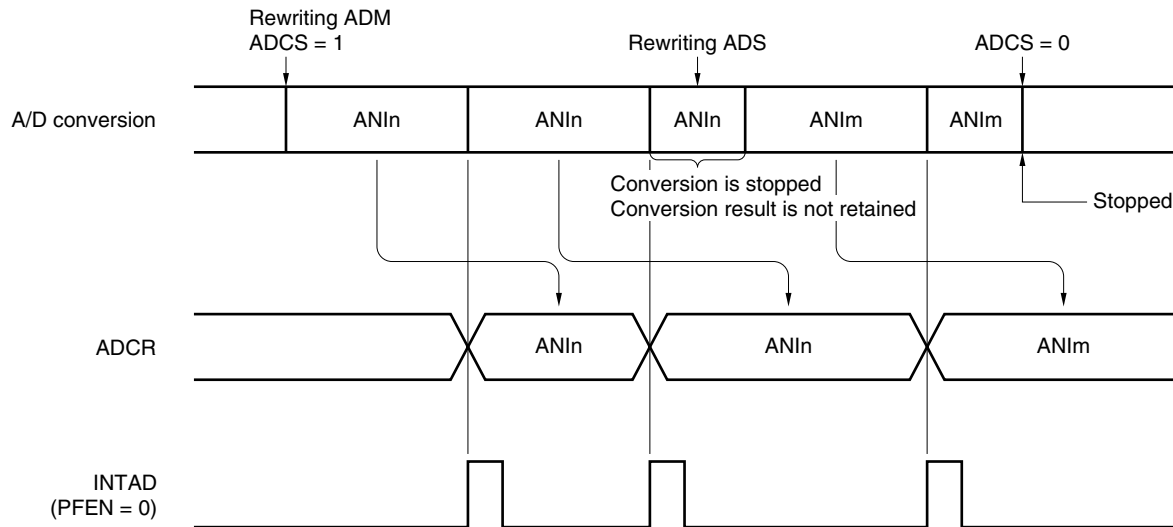 Rewriting ADM
ADCS = 1
Rewriting ADS
ADCS = 0
A/D conversion
ANIn
ANIn
ANIn
ANIm
ANIm
Conversion is stopped
Conversion result is not retained
Stopped
ADCR
ANIn
ANIn
ANIm
INTAD
(PFEN = 0)